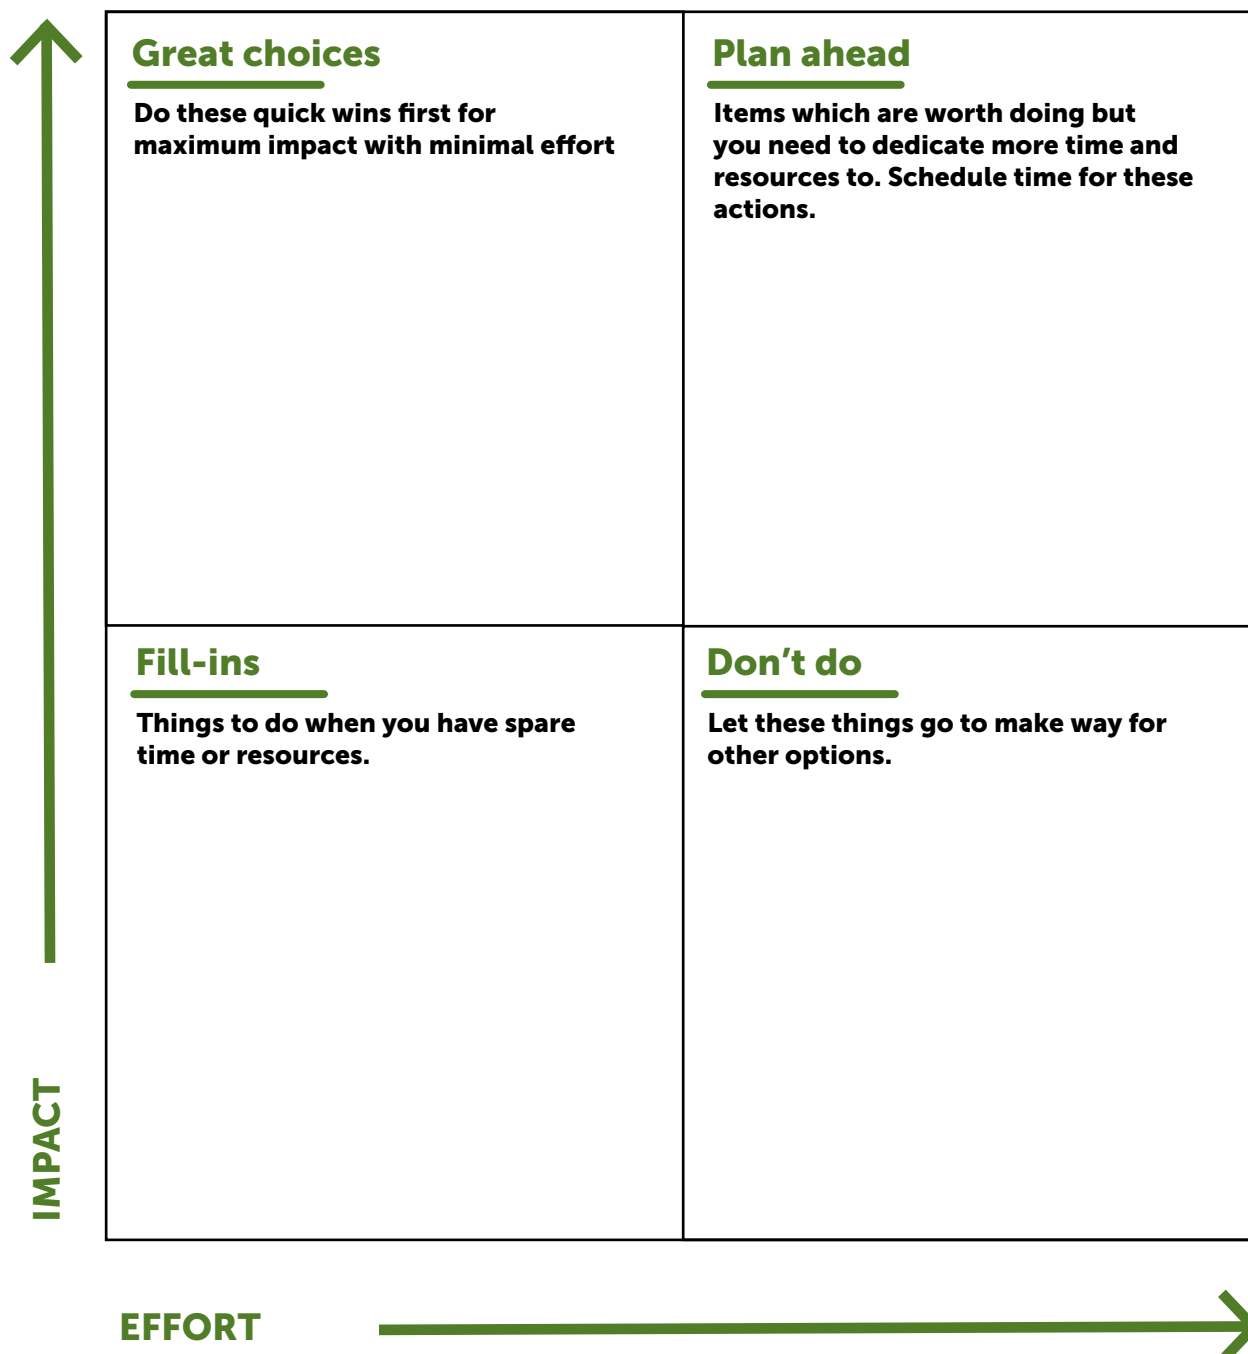 Great choices
Do these quick wins first for
maximum impact with minimal effort
Plan ahead
Items which are worth doing but
you need to dedicate more time and
resources to. Schedule time for these
actions.
Fill-ins
Things to do when you have spare
time or resources.
Don’t do
Let these things go to make way for
other options.
IMPACT
EFFORT